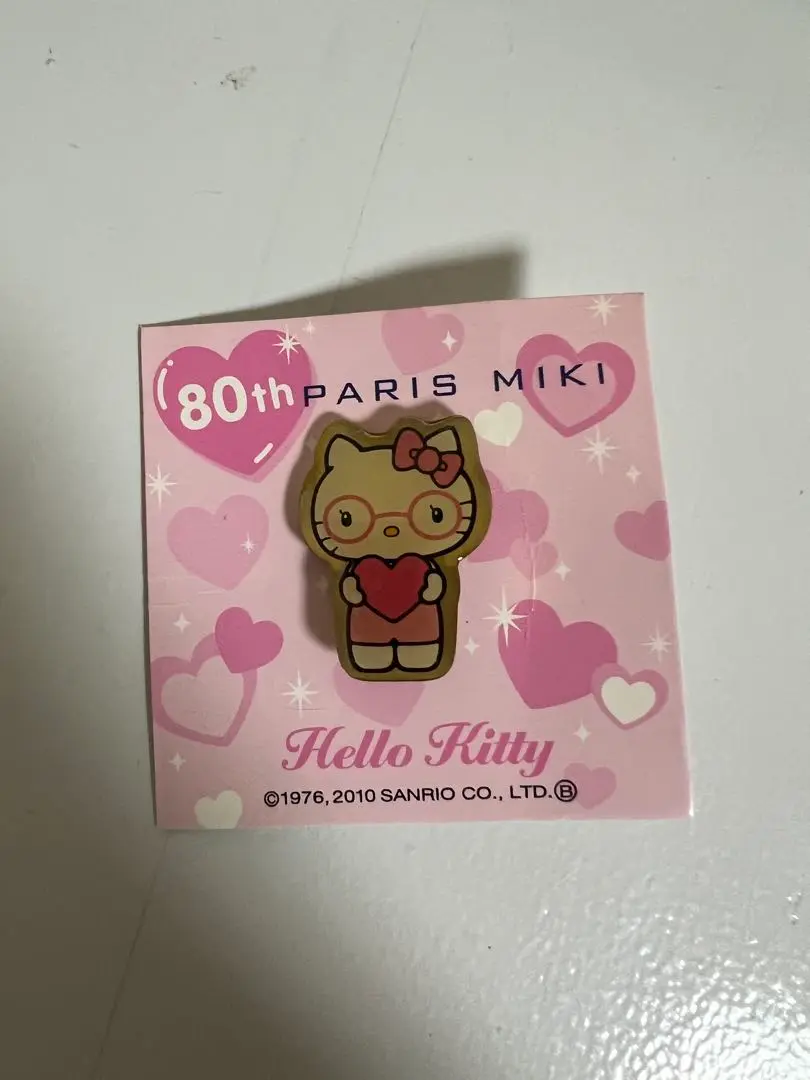 80th PARIS MIKI
Hello Kitty
©1976, 2010 SANRIO CO., LTD.Ⓑ